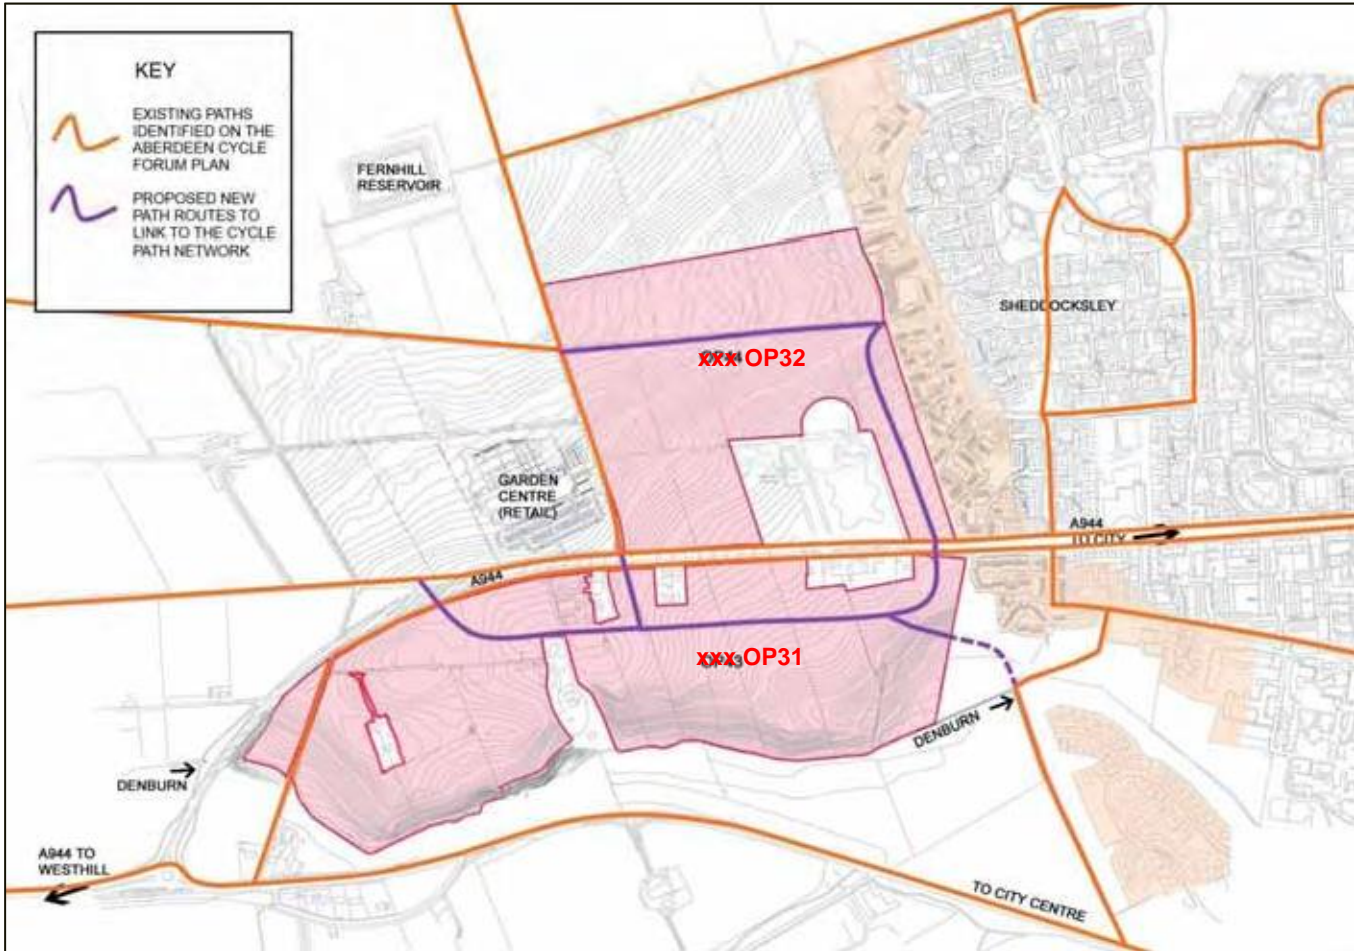 KEY
EXISTING PATHS
IDENTIFIED ON THE
ABERDEEN CYCLE
FORUM PLAN
PROPOSED NEW
PATH ROUTES TO
LINK TO THE CYCLE
PATH NETWORK
FERNHILL
RESERVOIR
SHEDDOCKSLEY
xxx OP32
GARDEN
CENTRE
(RETAIL)
A944
TO CITY
A944
xxx OP31
DENBURN
DENBURN
A944 TO
WESTHILL
TO CITY CENTRE